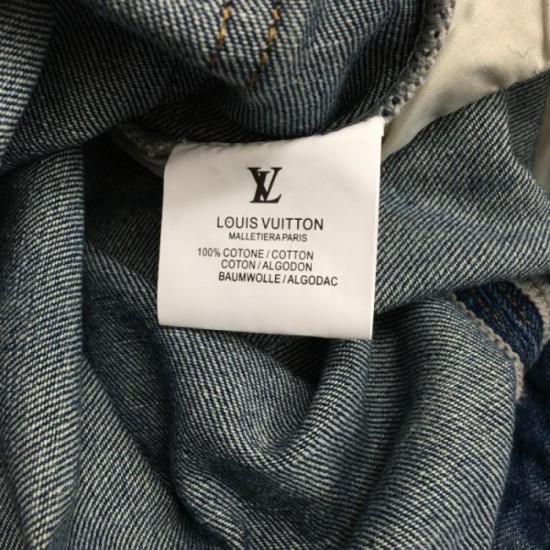 LV
LOUIS VUITTON
MALLETIERA PARIS
100% COTONE / COTTON
COTON / ALGODON
BAUMWOLLE / ALGODAC